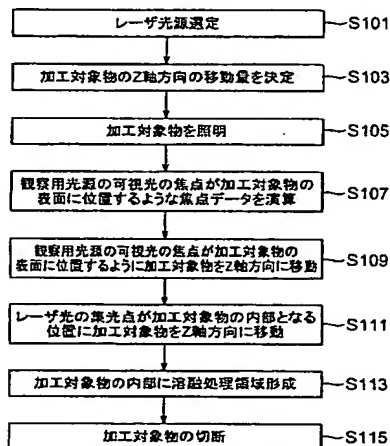 レーザ光源選定
S101
加工対象物のZ軸方向の移動量を決定
S103
加工対象物を照明
S105
観察用光源の可視光の焦点が加工対象物の
表面に位置するような焦点データを演算
S107
観察用光源の可視光の焦点が加工対象物の
表面に位置するように加工対象物をZ軸方向に移動
S109
レーザ光の集光点が加工対象物の内部となる
位置に加工対象物をZ軸方向に移動
S111
加工対象物の内部に溶融処理領域形成
S113
加工対象物の切断
S115